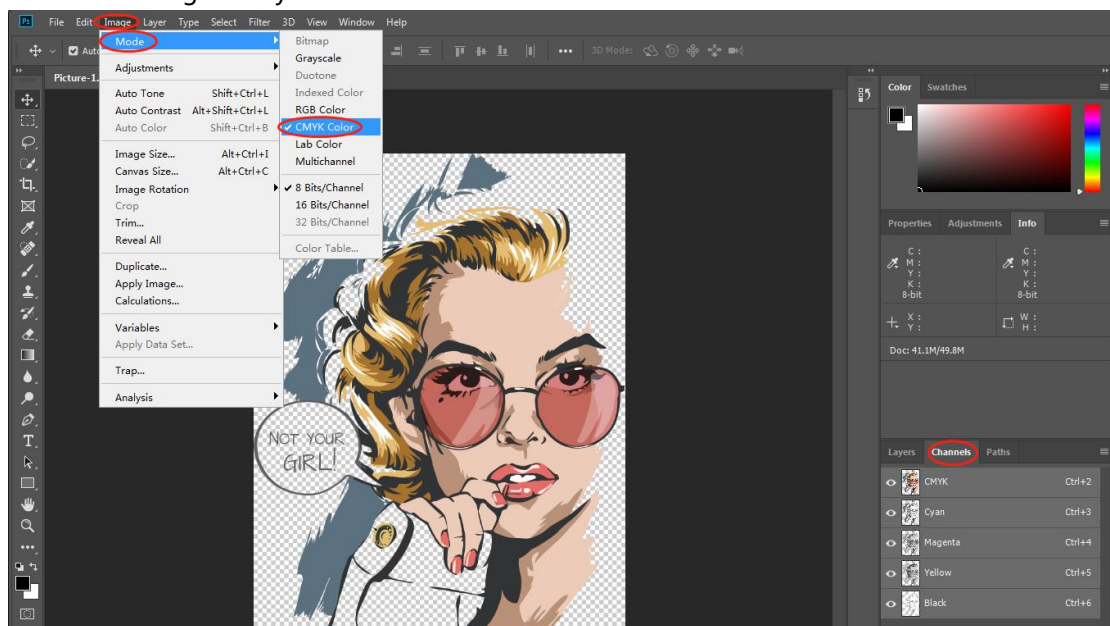 Ps File Edit Image Layer Type Select Filter 3D View Window Help
3D Mode:
Picture-1.
Mode
Adjustments
Auto Tone Shift+Ctrl+L
Auto Contrast Alt+Shift+Ctrl+L
Auto Color Shift+Ctrl+B
Image Size... Alt+Ctrl+I
Canvas Size... Alt+Ctrl+C
Image Rotation
Crop
Trim...
Reveal All
Duplicate...
Apply Image...
Calculations...
Variables
Apply Data Set...
Trap...
Analysis
Bitmap
Grayscale
Duotone
Indexed Color
RGB Color
CMYK Color
Lab Color
Multichannel
8 Bits/Channel
16 Bits/Channel
32 Bits/Channel
Color Table...
NOT YOUR
GIRL!
Color Swatches
Properties Adjustments Info
C : C :
M : M :
Y : Y :
K : K :
8-bit 8-bit
X : W :
Y : H :
Doc: 41.1M/49.8M
Layers Channels Paths
CMYK Ctrl+2
Cyan Ctrl+3
Magenta Ctrl+4
Yellow Ctrl+5
Black Ctrl+6